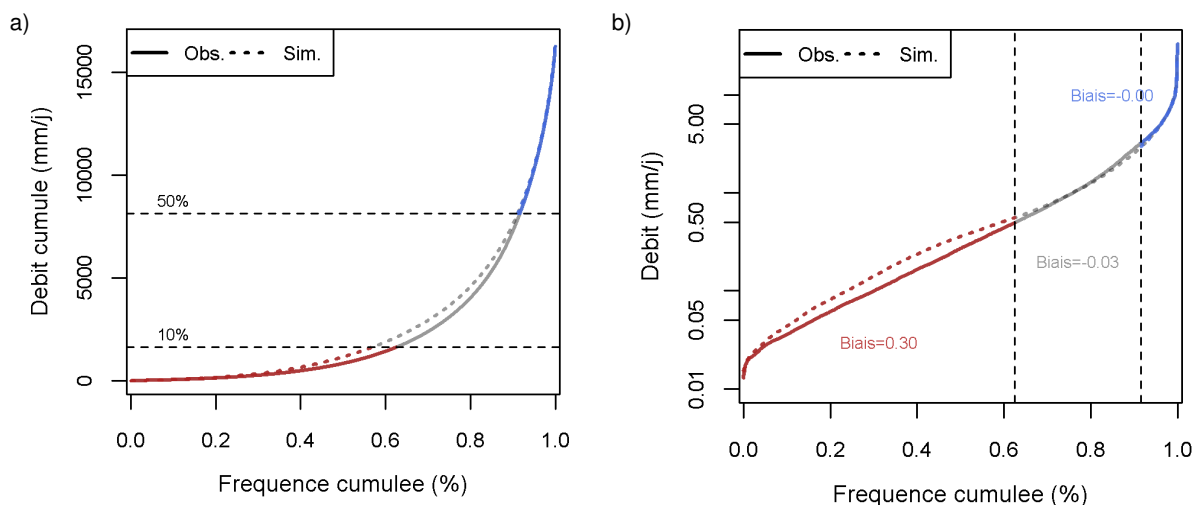 a)
Obs. Sim.
Debit cumule (mm/j)
15000
10000
5000
0
50%
10%
0.0 0.2 0.4 0.6 0.8 1.0
Frequence cumulee (%)
b)
Obs. Sim.
Debit (mm/j)
5.00
0.50
0.05
0.01
Biais=-0.00
Biais=-0.03
Biais=0.30
0.0 0.2 0.4 0.6 0.8 1.0
Frequence cumulee (%)